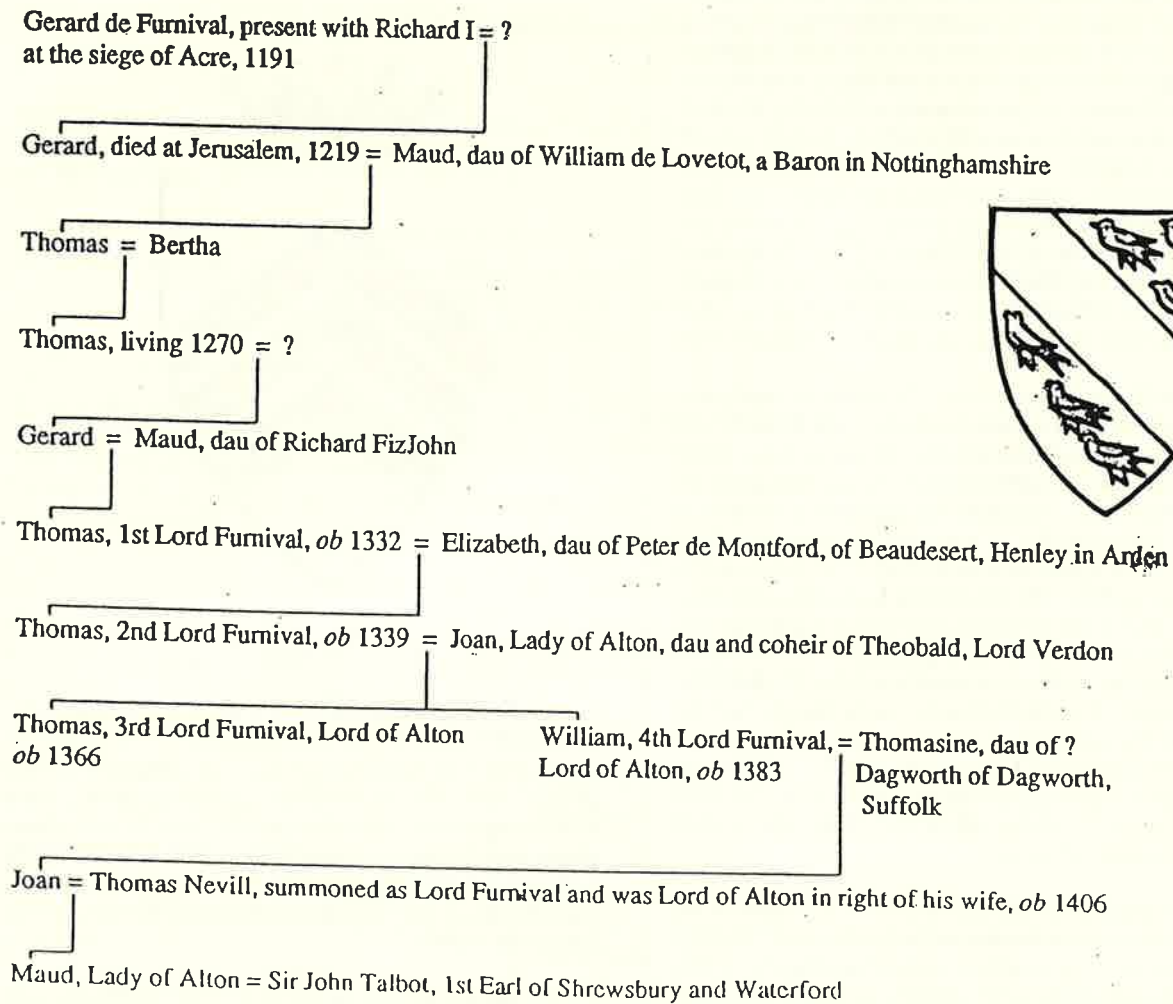 Gerard de Furnival, present with Richard I = ?
at the siege of Acre, 1191
Gerard, died at Jerusalem, 1219 = Maud, dau of William de Lovetot, a Baron in Nottinghamshire
Thomas = Bertha
Thomas, living 1270 = ?
Gerard = Maud, dau of Richard FizJohn
Thomas, 1st Lord Furnival, ob 1332 = Elizabeth, dau of Peter de Montford, of Beaudesert, Henley in Arden
Thomas, 2nd Lord Furnival, ob 1339 = Joan, Lady of Alton, dau and coheir of Theobald, Lord Verdon
Thomas, 3rd Lord Furnival, Lord of Alton
ob 1366
William, 4th Lord Furnival, = Thomasine, dau of ?
Lord of Alton, ob 1383 Dagworth of Dagworth,
Suffolk
Joan = Thomas Nevill, summoned as Lord Furnival and was Lord of Alton in right of his wife, ob 1406
Maud, Lady of Alton = Sir John Talbot, 1st Earl of Shrewsbury and Waterford